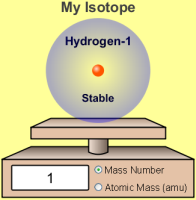 My Isotope
Hydrogen-1
Stable
1
Mass Number
Atomic Mass (amu)